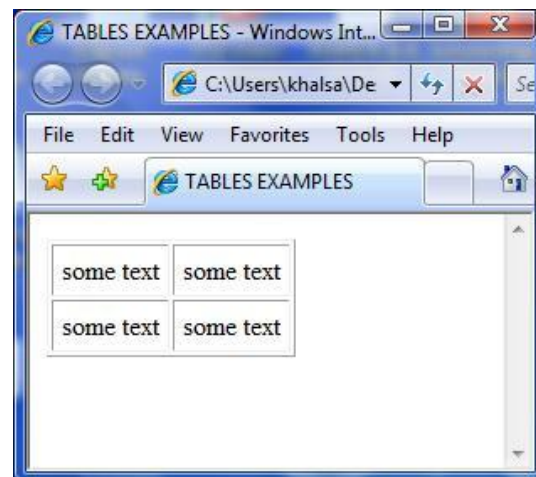 TABLES EXAMPLES - Windows Int...
C:\Users\khalsa\De
Se
File Edit View Favorites Tools Help
TABLES EXAMPLES
some text some text
some text some text